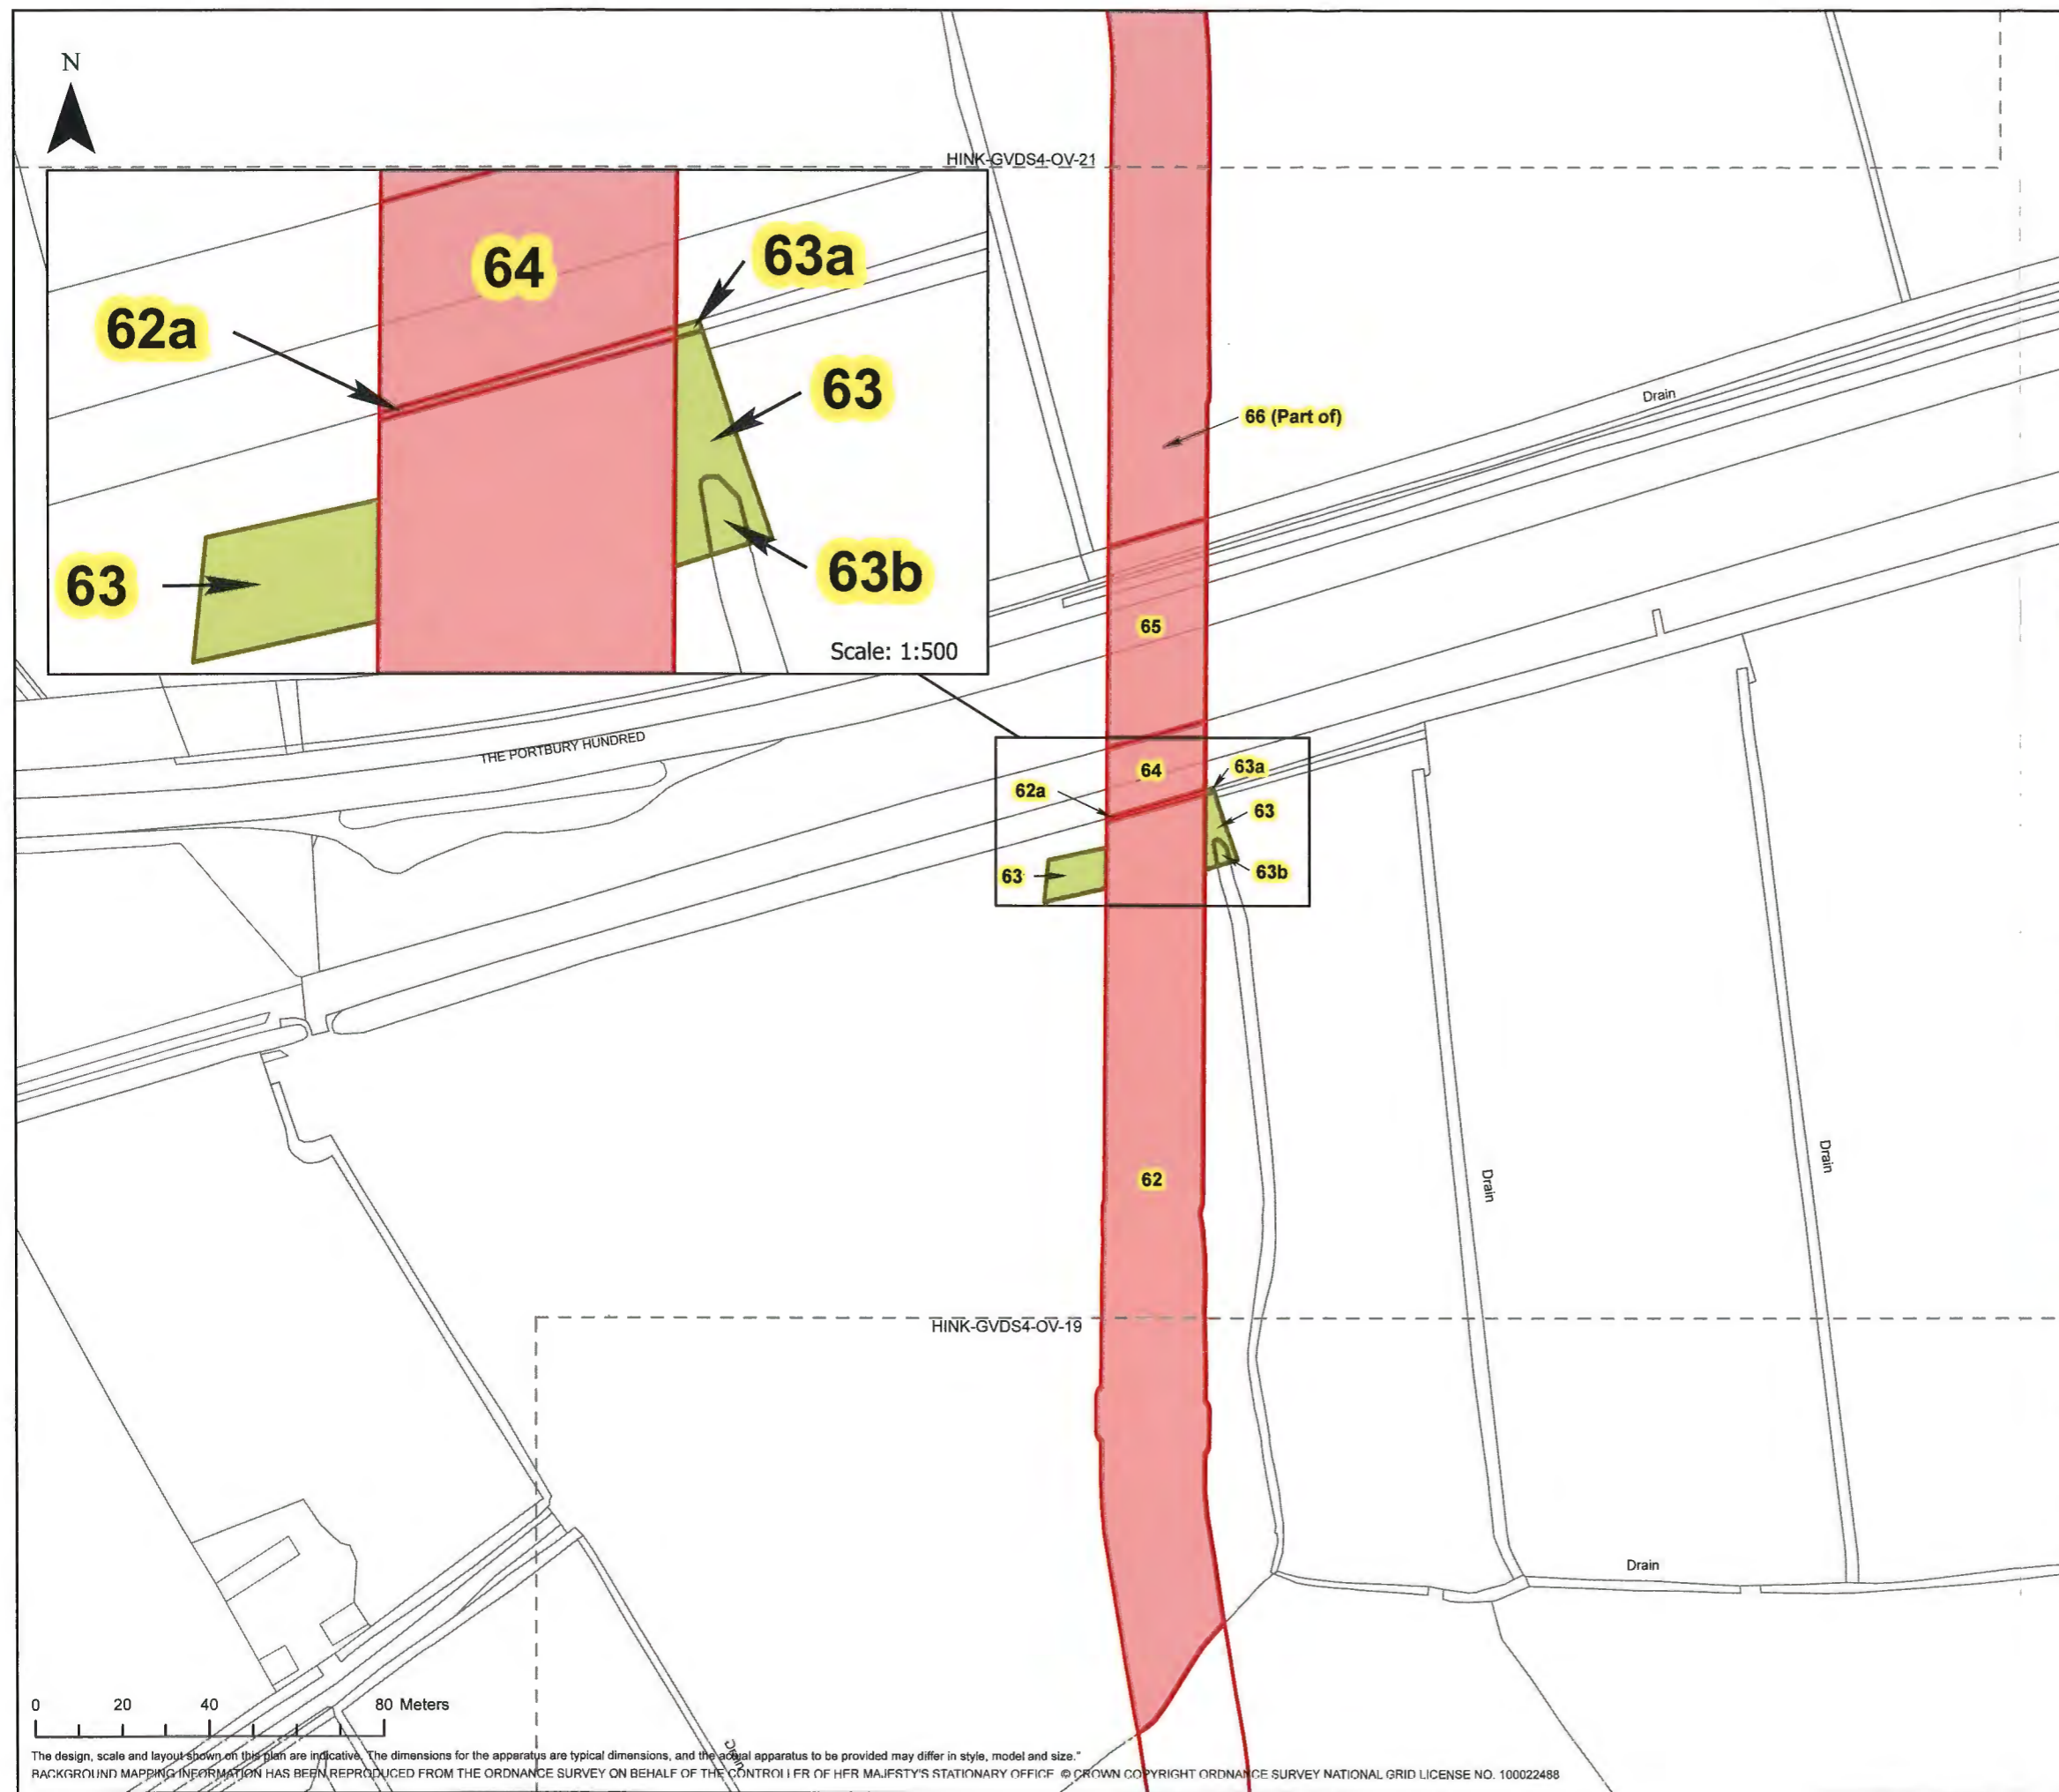 N
HINK-GVDS4-OV-21
64
63a
62a
63
63
63b
Scale: 1:500
66 (Part of)
Drain
65
THE PORTBURY HUNDRED
64
63a
62a
63
63
63b
62
Drain
Drain
HINK-GVDS4-OV-19
Drain
0 20 40 80 Meters
Drain
The design, scale and layout shown on this plan are indicative. The dimensions for the apparatus are typical dimensions, and the actual apparatus to be provided may differ in style, model and size."
BACKGROUND MAPPING INFORMATION HAS BEEN REPRODUCED FROM THE ORDNANCE SURVEY ON BEHALF OF THE CONTROLLER OF HER MAJESTY'S STATIONARY OFFICE © CROWN COPYRIGHT ORDNANCE SURVEY NATIONAL GRID LICENSE NO. 100022488